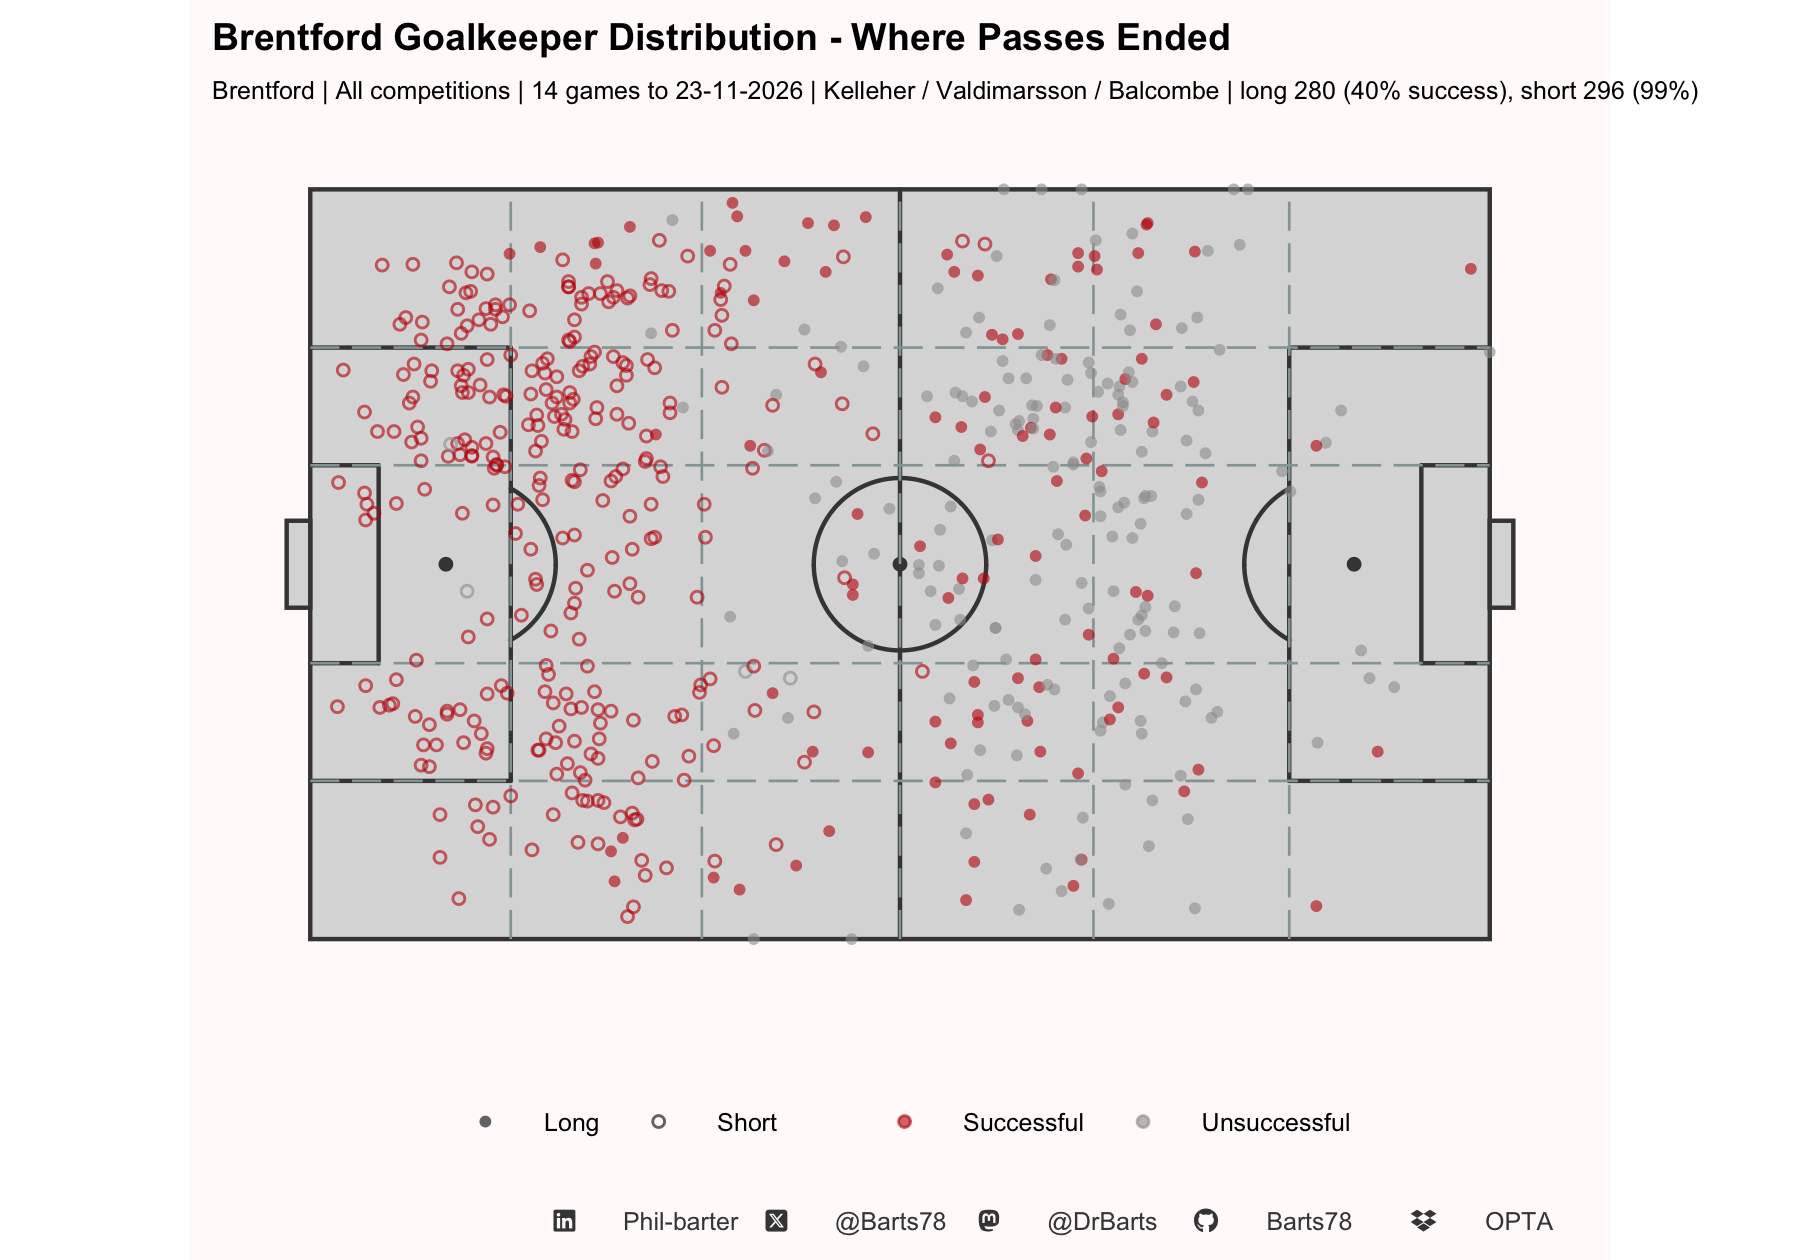 Brentford Goalkeeper Distribution - Where Passes Ended
Brentford | All competitions | 14 games to 23-11-2026 | Kelleher / Valdimarsson / Balcombe | long 280 (40% success), short 296 (99%)
Long Short Successful Unsuccessful
Phil-barter @Barts78 @DrBarts Barts78 OPTA